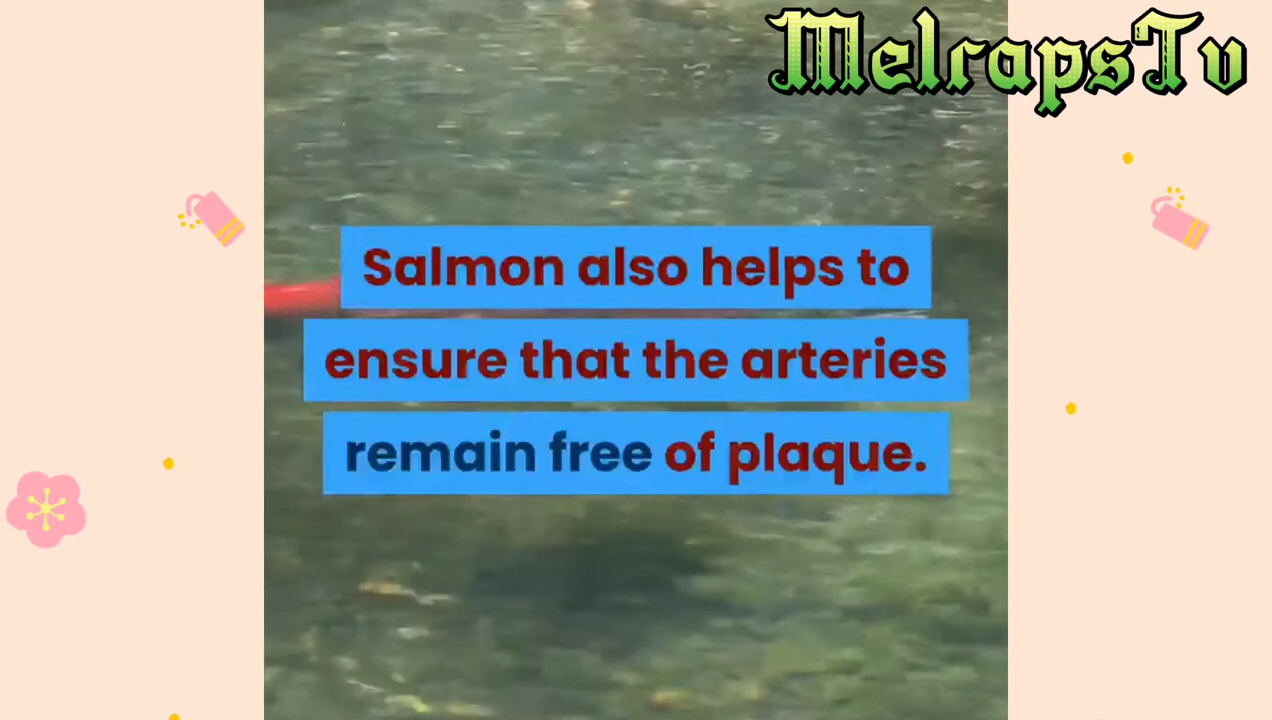 MelrapsTv
Salmon also helps to
ensure that the arteries
remain free of plaque.